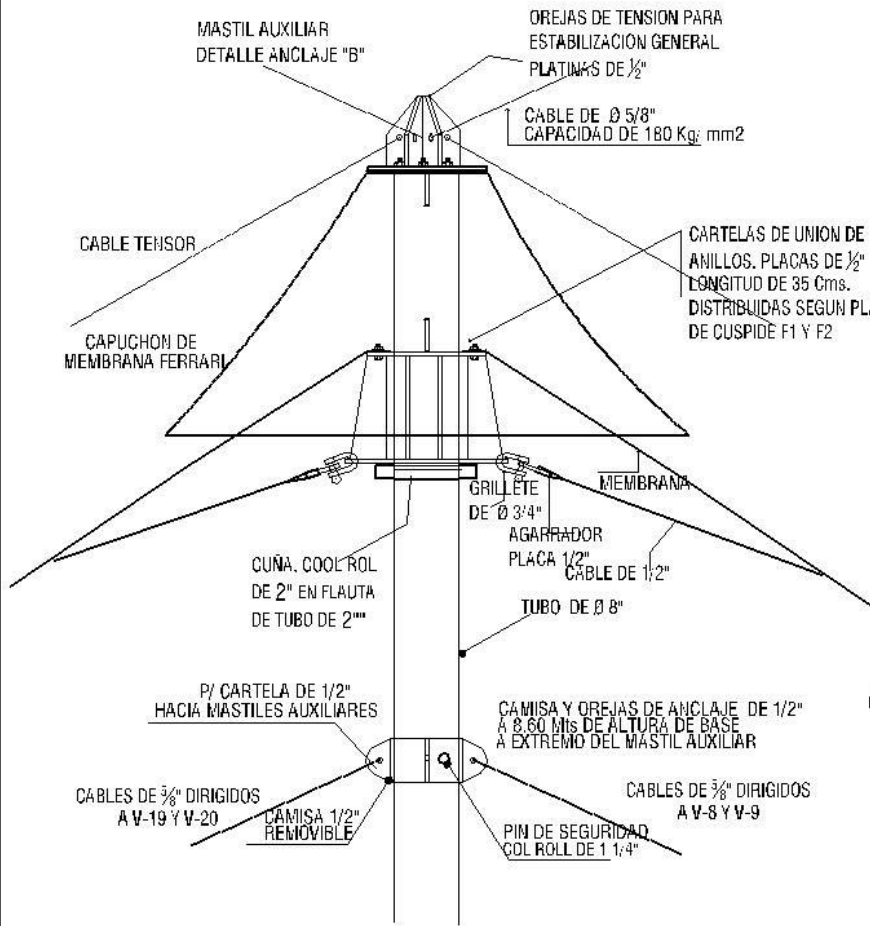 MASTIL AUXILIAR
DETALLE ANCLAJE "B"
OREJAS DE TENSION PARA
ESTABILIZACION GENERAL
PLATINAS DE ½"
CABLE DE Ø 5/8"
CAPACIDAD DE 180 Kg/ mm2
CABLE TENSOR
CARTELAS DE UNION DE
ANILLOS. PLACAS DE ½"
LONGITUD DE 35 Cms.
DISTRIBUIDAS SEGUN PLA
DE CUSPIDE F1 Y F2
CAPUCHON DE
MEMBRANA FERRARI
MEMBRANA
GRILLETE
DE Ø 3/4"
AGARRADOR
PLACA 1/2"
CABLE DE 1/2"
CUÑA. COOL ROL
DE 2" EN FLAUTA
DE TUBO DE 2""
TUBO DE Ø 8"
P/ CARTELA DE 1/2"
HACIA MASTILES AUXILIARES
CAMISA Y OREJAS DE ANCLAJE DE 1/2"
A 8.60 Mts DE ALTURA DE BASE
A EXTREMO DEL MASTIL AUXILIAR
CABLES DE ⅝" DIRIGIDOS
A V-19 Y V-20
CAMISA 1/2"
REMOVIBLE
CABLES DE ⅝" DIRIGIDOS
A V-8 Y V-9
PIN DE SEGURIDAD
COL ROLL DE 1 1/4"